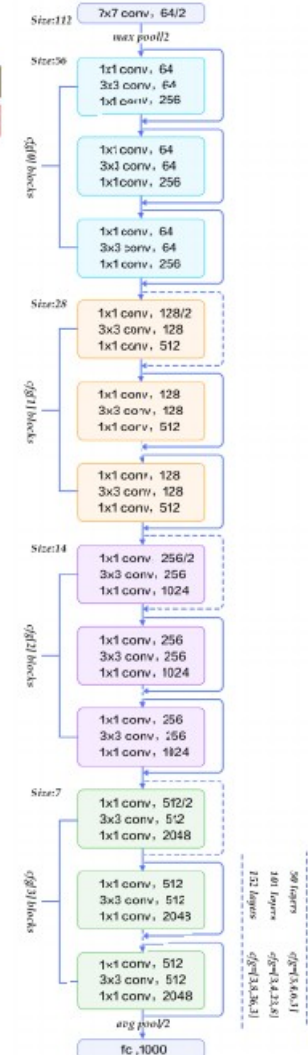 Size:112
7x7 conv, 64/2
max pool/2
Size:56
1x1 conv, 64
3x3 conv, 64
1x1 conv, 256
cfg[0] blocks
1x1 conv, 64
3x3 conv, 64
1x1 conv, 256
1x1 conv, 64
3x3 conv, 64
1x1 conv, 256
Size:28
1x1 conv, 128/2
3x3 conv, 128
1x1 conv, 512
cfg[1] blocks
1x1 conv, 128
3x3 conv, 128
1x1 conv, 512
1x1 conv, 128
3x3 conv, 128
1x1 conv, 512
Size:14
1x1 conv, 256/2
3x3 conv, 256
1x1 conv, 1024
cfg[2] blocks
1x1 conv, 256
3x3 conv, 256
1x1 conv, 1024
1x1 conv, 256
3x3 conv, 256
1x1 conv, 1024
Size:7
1x1 conv, 512/2
3x3 conv, 512
1x1 conv, 2048
cfg[3] blocks
1x1 conv, 512
3x3 conv, 512
1x1 conv, 2048
1x1 conv, 512
3x3 conv, 512
1x1 conv, 2048
50 layers cfg=[3,4,6,3]
101 layers cfg=[3,4,23,8]
152 layers cfg=[3,8,36,3]
avg pool/2
fc ,1000